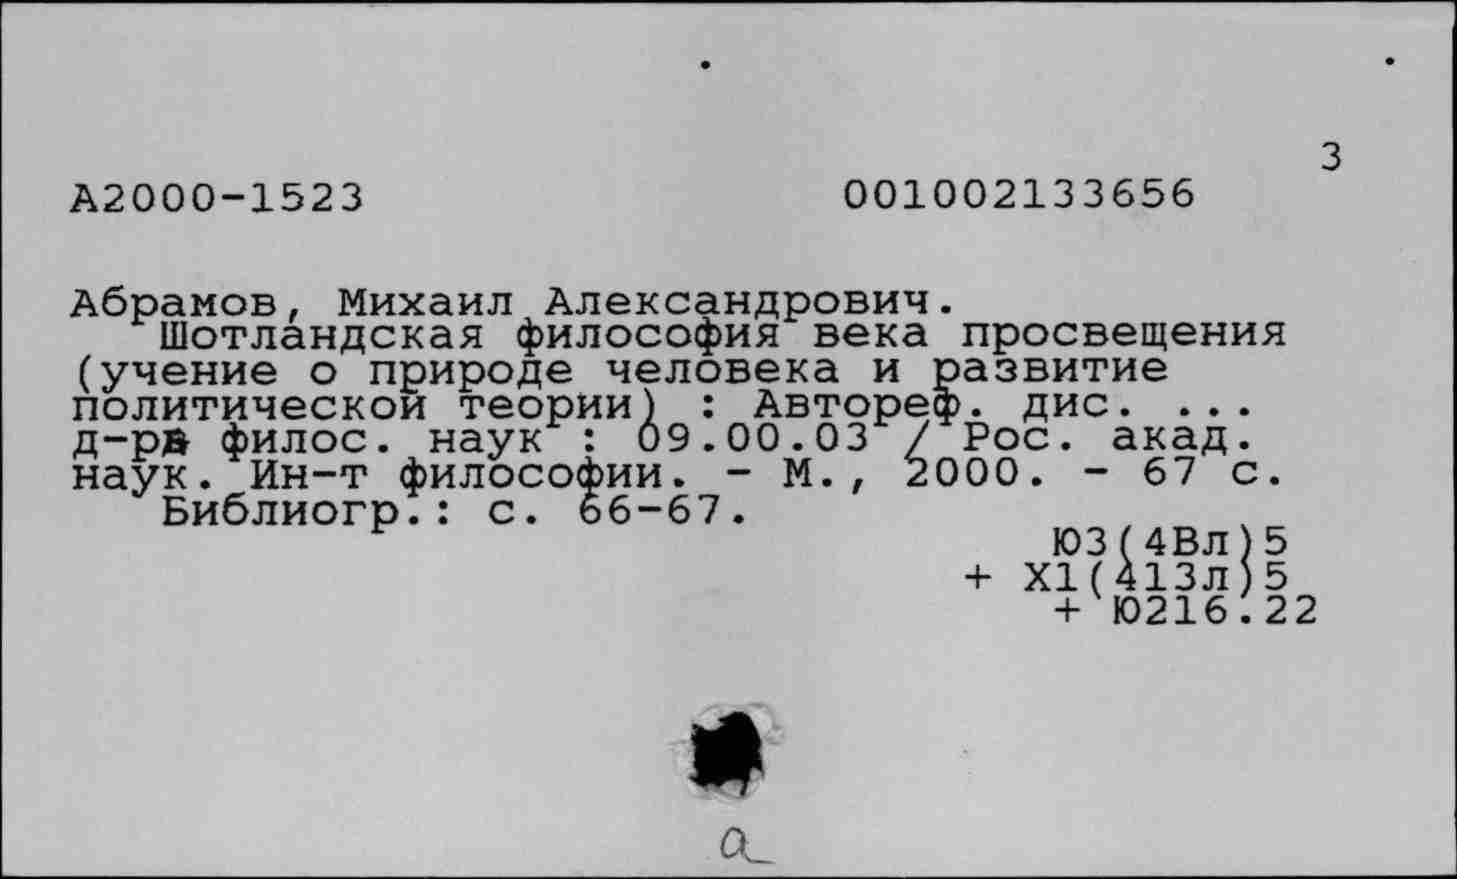 3
А2000-1523 001002133656
Абрамов, Михаил Александрович.
Шотландская философия века просвещения
(учение о природе человека и развитие
политической теории) : Автореф. дис. ...
д-ра филос. наук : 09.00.03 / Рос. акад.
наук. Ин-т философии. - М., 2000. - 67 с.
Библиогр.: с. 66-67.
Ю3(4Вл)5
+ Х1(413л)5
+ Ю216.22
а